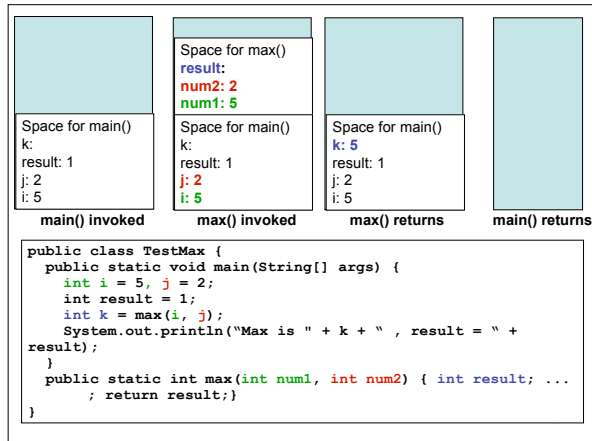 Space for max()
result:
num2: 2
num1: 5
Space for main()
k:
result: 1
j: 2
i: 5
Space for main()
k:
result: 1
j: 2
i: 5
Space for main()
k: 5
result: 1
j: 2
i: 5
main() invoked
max() invoked
max() returns
main() returns
public class TestMax {
public static void main(String[] args) {
int i = 5, j = 2;
int result = 1;
int k = max(i, j);
System.out.println(“Max is " + k + “ , result = “ +
result);
}
public static int max(int num1, int num2) { int result; ...
; return result;}
}